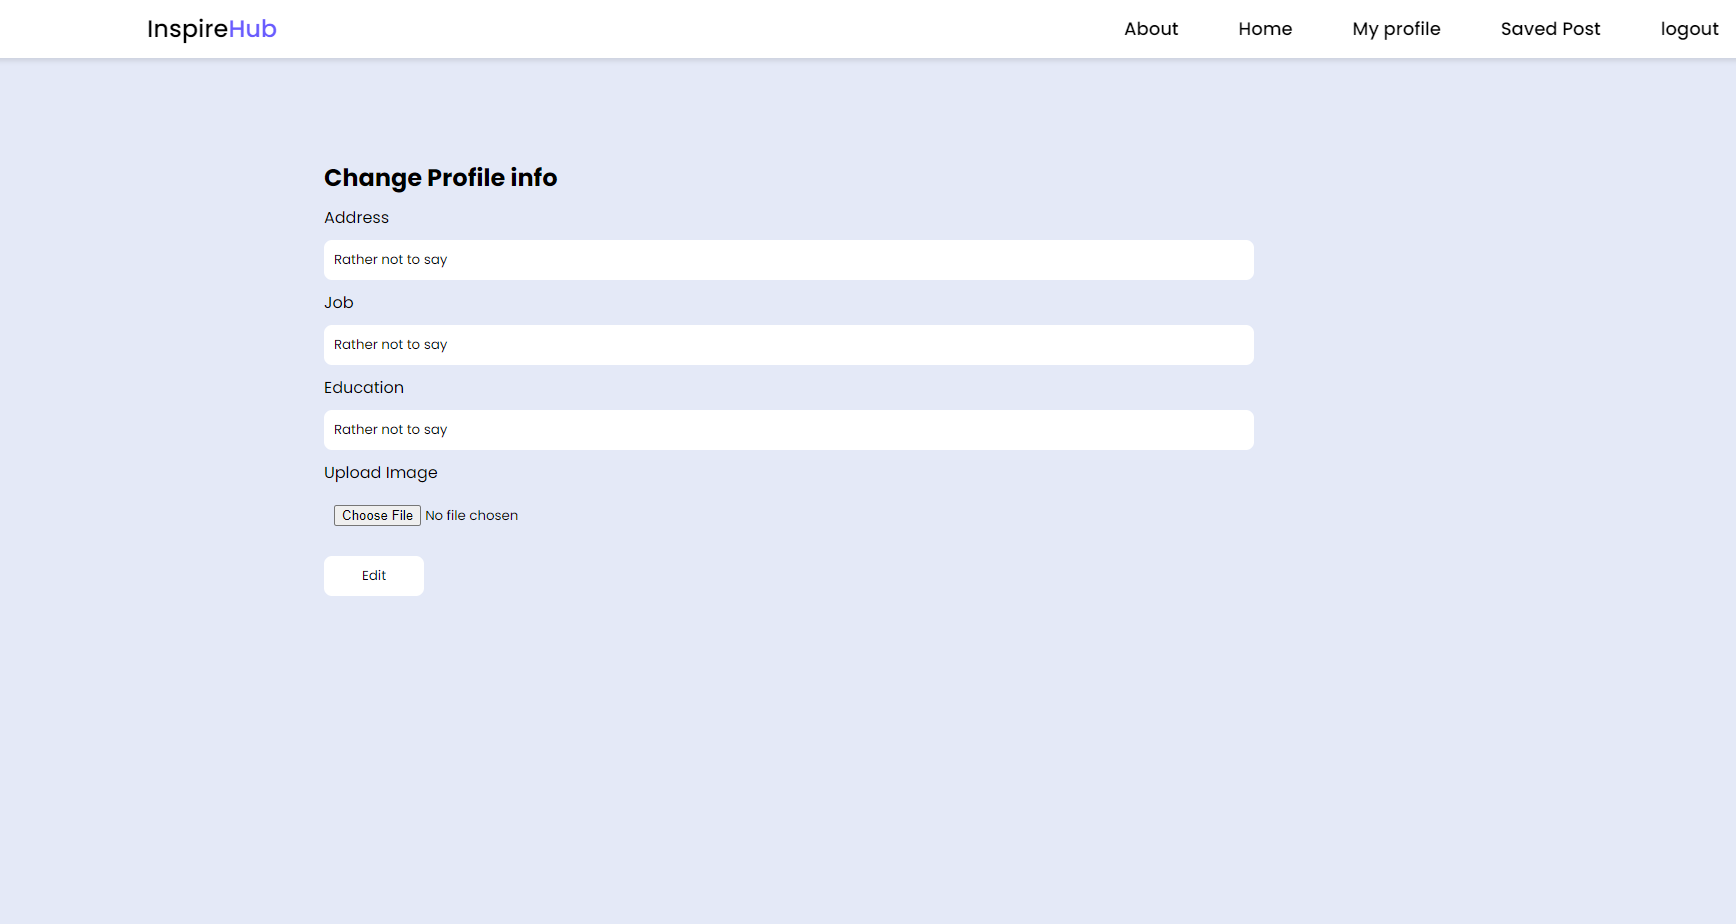 InspireHub About Home My profile Saved Post logout
Change Profile info
Address
Rather not to say
Job
Rather not to say
Education
Rather not to say
Upload Image
Choose File No file chosen
Edit